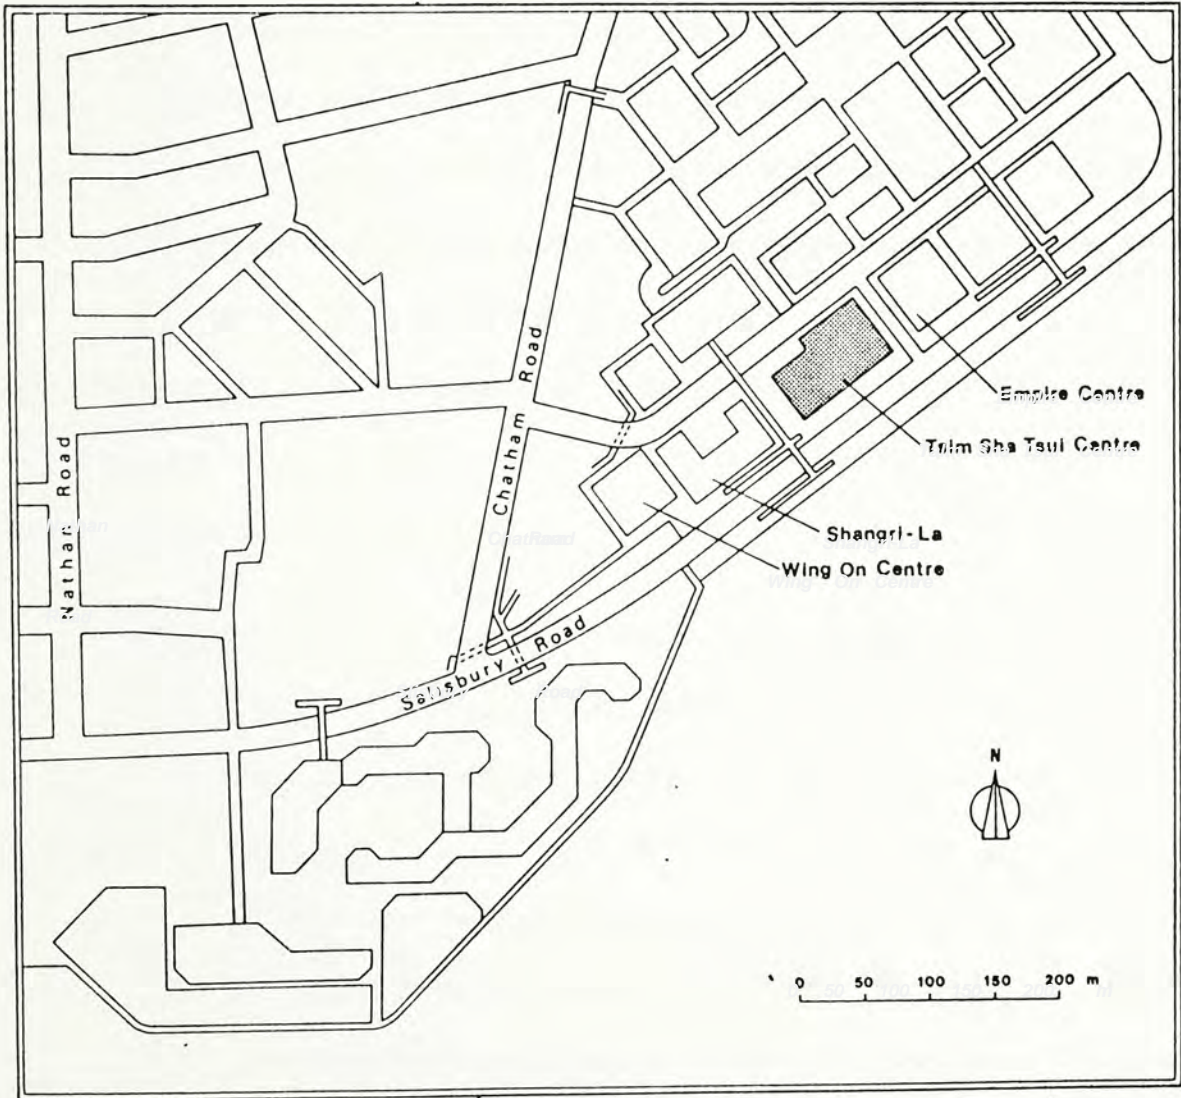 Chatham Road
Nathan Road
Empire Centre
Tsim Sha Tsui Centre
Shangri-La
Wing On Centre
Salisbury Road
N
0 50 100 150 200 m